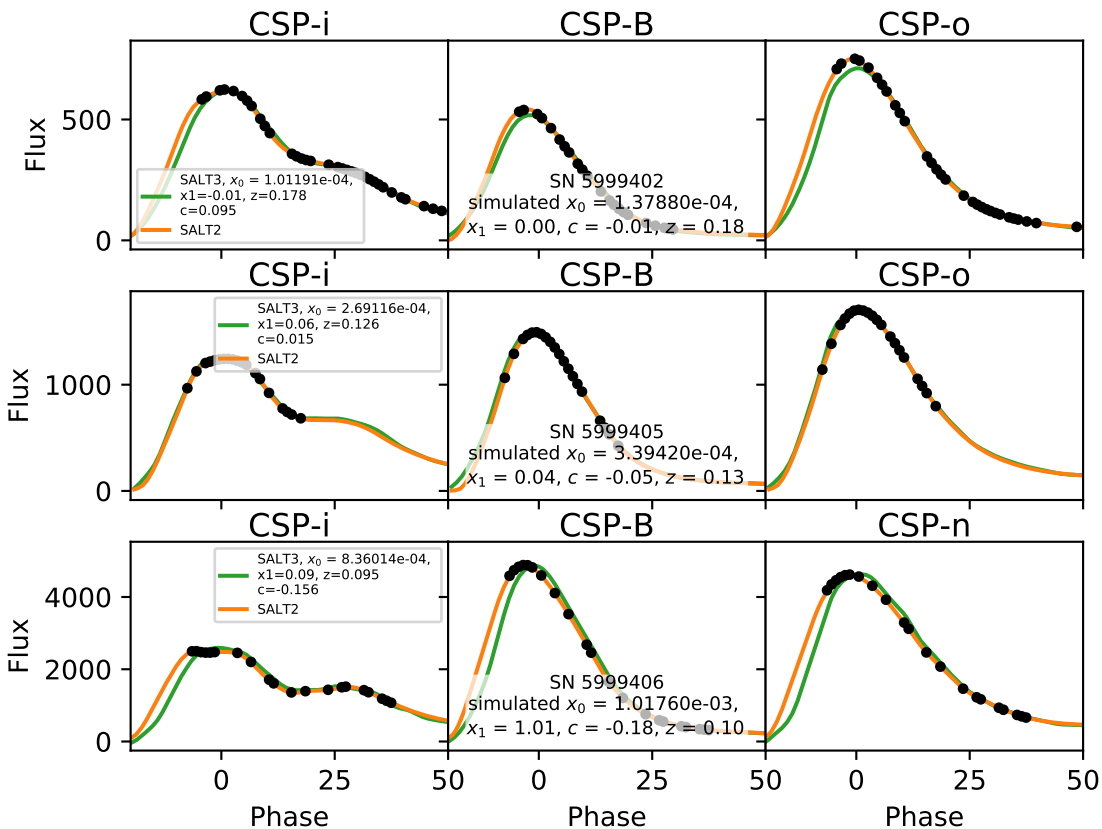 CSP-i CSP-B CSP-o
Flux
500
0
SALT3, x₀ = 1.01191e-04,
x1=-0.01, z=0.178
c=0.095
SALT2
SN 5999402
simulated x₀ = 1.37880e-04,
x₁ = 0.00, c = -0.01, z = 0.18
CSP-i CSP-B CSP-o
Flux
1000
0
SALT3, x₀ = 2.69116e-04,
x1=0.06, z=0.126
c=0.015
SALT2
SN 5999405
simulated x₀ = 3.39420e-04,
x₁ = 0.04, c = -0.05, z = 0.13
CSP-i CSP-B CSP-n
Flux
4000
2000
0
SALT3, x₀ = 8.36014e-04,
x1=0.09, z=0.095
c=-0.156
SALT2
SN 5999406
simulated x₀ = 1.01760e-03,
x₁ = 1.01, c = -0.18, z = 0.10
0 25 50 0 25 50 0 25 50
Phase Phase Phase